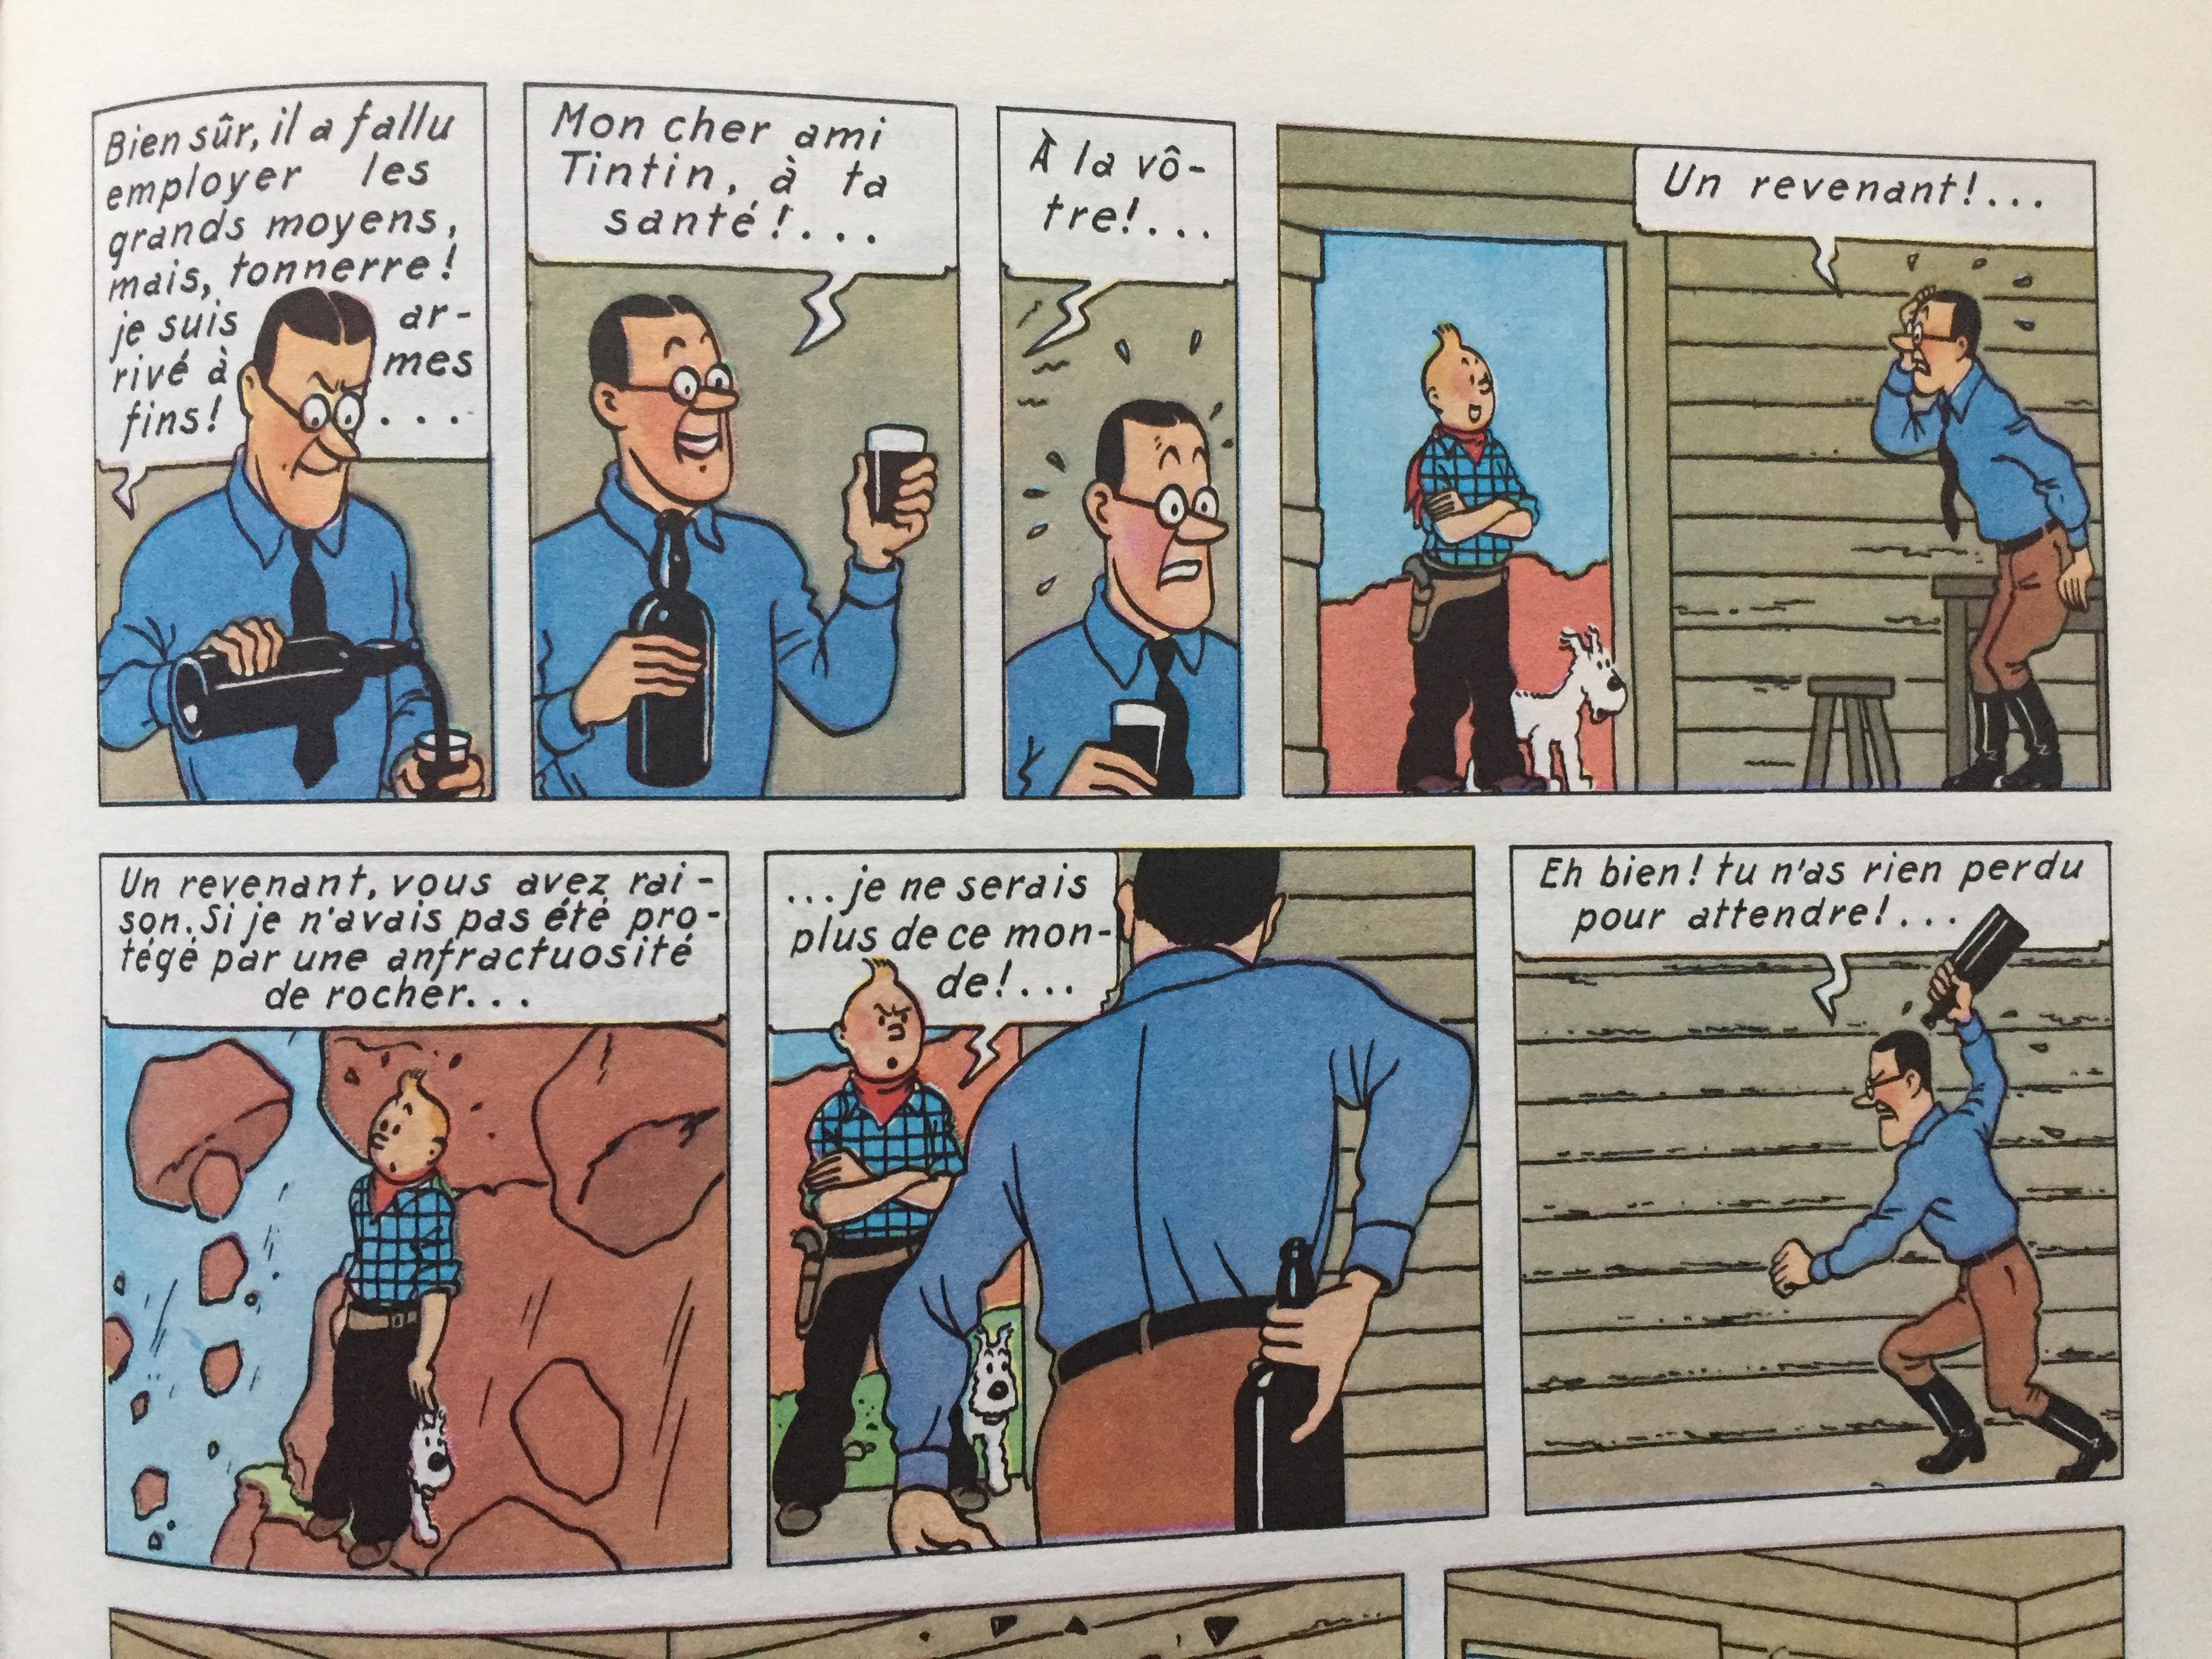 Bien sûr, il a fallu
employer les
grands moyens,
mais, tonnerre!
je suis ar-
rivé à mes
fins! ...
Mon cher ami
Tintin, à ta
santé!...
À la vô-
tre!...
Un revenant!...
Un revenant, vous avez rai-
son. Si je n'avais pas été pro-
tégé par une anfractuosité
de rocher...
...je ne serais
plus de ce mon-
de!...
Eh bien! tu n'as rien perdu
pour attendre!...